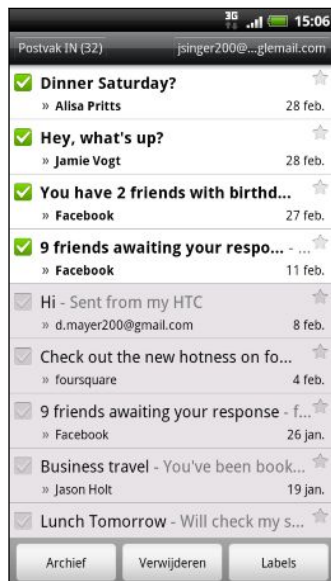 3G 15:06
Postvak IN (32) jsinger200@...glemail.com
Dinner Saturday?
» Alisa Pritts 28 feb.
Hey, what's up?
» Jamie Vogt 28 feb.
You have 2 friends with birthd...
» Facebook 27 feb.
9 friends awaiting your respo... - ...
» Facebook 11 feb.
Hi - Sent from my HTC
» d.mayer200@gmail.com 8 feb.
Check out the new hotness on fo...
» foursquare 4 feb.
9 friends awaiting your response - f...
» Facebook 26 jan.
Business travel - You've been book...
» Jason Holt 19 jan.
Lunch Tomorrow - Will check my s...
Archief Verwijderen Labels